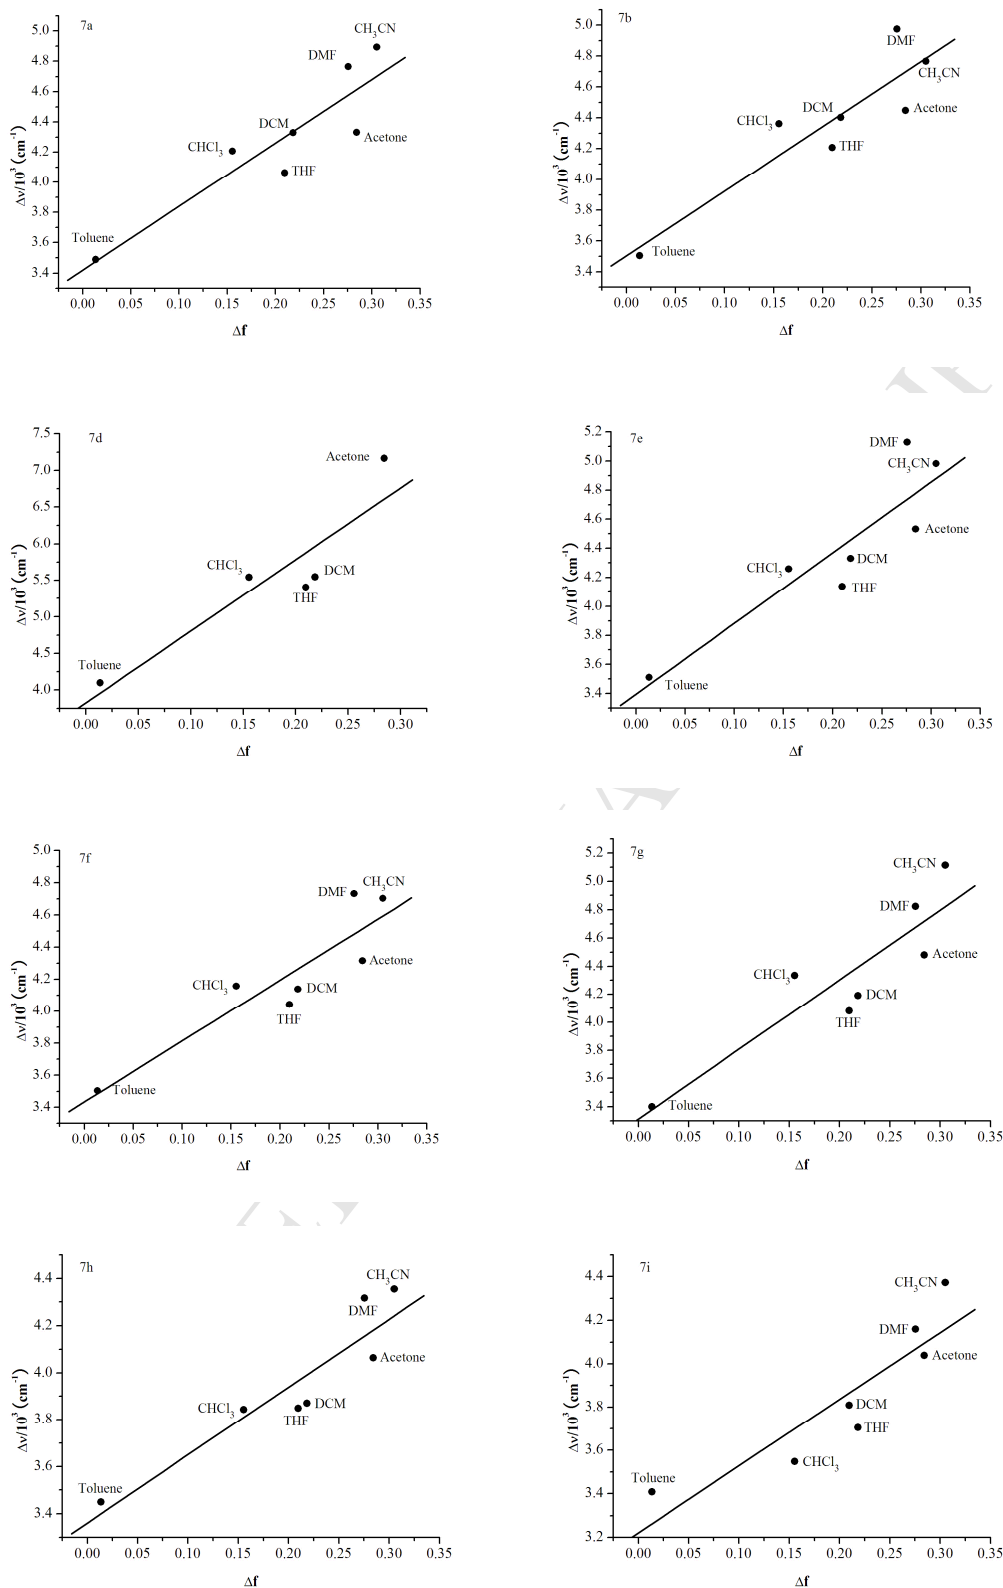 7a
Δν/10³ (cm⁻¹)
5.0
4.8
4.6
4.4
4.2
4.0
3.8
3.6
3.4
CH₃CN
DMF
DCM
CHCl₃
Acetone
THF
Toluene
0.00 0.05 0.10 0.15 0.20 0.25 0.30 0.35
Δf
7b
Δν/10³ (cm⁻¹)
5.0
4.8
4.6
4.4
4.2
4.0
3.8
3.6
3.4
DMF
CH₃CN
DCM
Acetone
CHCl₃
THF
Toluene
0.00 0.05 0.10 0.15 0.20 0.25 0.30 0.35
Δf
7d
Δν/10³ (cm⁻¹)
7.5
7.0
6.5
6.0
5.5
5.0
4.5
4.0
Acetone
CHCl₃
DCM
THF
Toluene
0.00 0.05 0.10 0.15 0.20 0.25 0.30
Δf
7e
Δν/10³ (cm⁻¹)
5.2
5.0
4.8
4.6
4.4
4.2
4.0
3.8
3.6
3.4
DMF
CH₃CN
Acetone
CHCl₃
DCM
THF
Toluene
0.00 0.05 0.10 0.15 0.20 0.25 0.30 0.35
Δf
7f
Δν/10³ (cm⁻¹)
5.0
4.8
4.6
4.4
4.2
4.0
3.8
3.6
3.4
CH₃CN
DMF
Acetone
CHCl₃
DCM
THF
Toluene
0.00 0.05 0.10 0.15 0.20 0.25 0.30 0.35
Δf
7g
Δν/10³ (cm⁻¹)
5.2
5.0
4.8
4.6
4.4
4.2
4.0
3.8
3.6
3.4
CH₃CN
DMF
Acetone
CHCl₃
DCM
THF
Toluene
0.00 0.05 0.10 0.15 0.20 0.25 0.30 0.35
Δf
7h
Δν/10³ (cm⁻¹)
4.4
4.2
4.0
3.8
3.6
3.4
CH₃CN
DMF
Acetone
CHCl₃
DCM
THF
Toluene
0.00 0.05 0.10 0.15 0.20 0.25 0.30 0.35
Δf
7i
Δν/10³ (cm⁻¹)
4.4
4.2
4.0
3.8
3.6
3.4
3.2
CH₃CN
DMF
Acetone
DCM
THF
CHCl₃
Toluene
0.00 0.05 0.10 0.15 0.20 0.25 0.30 0.35
Δf